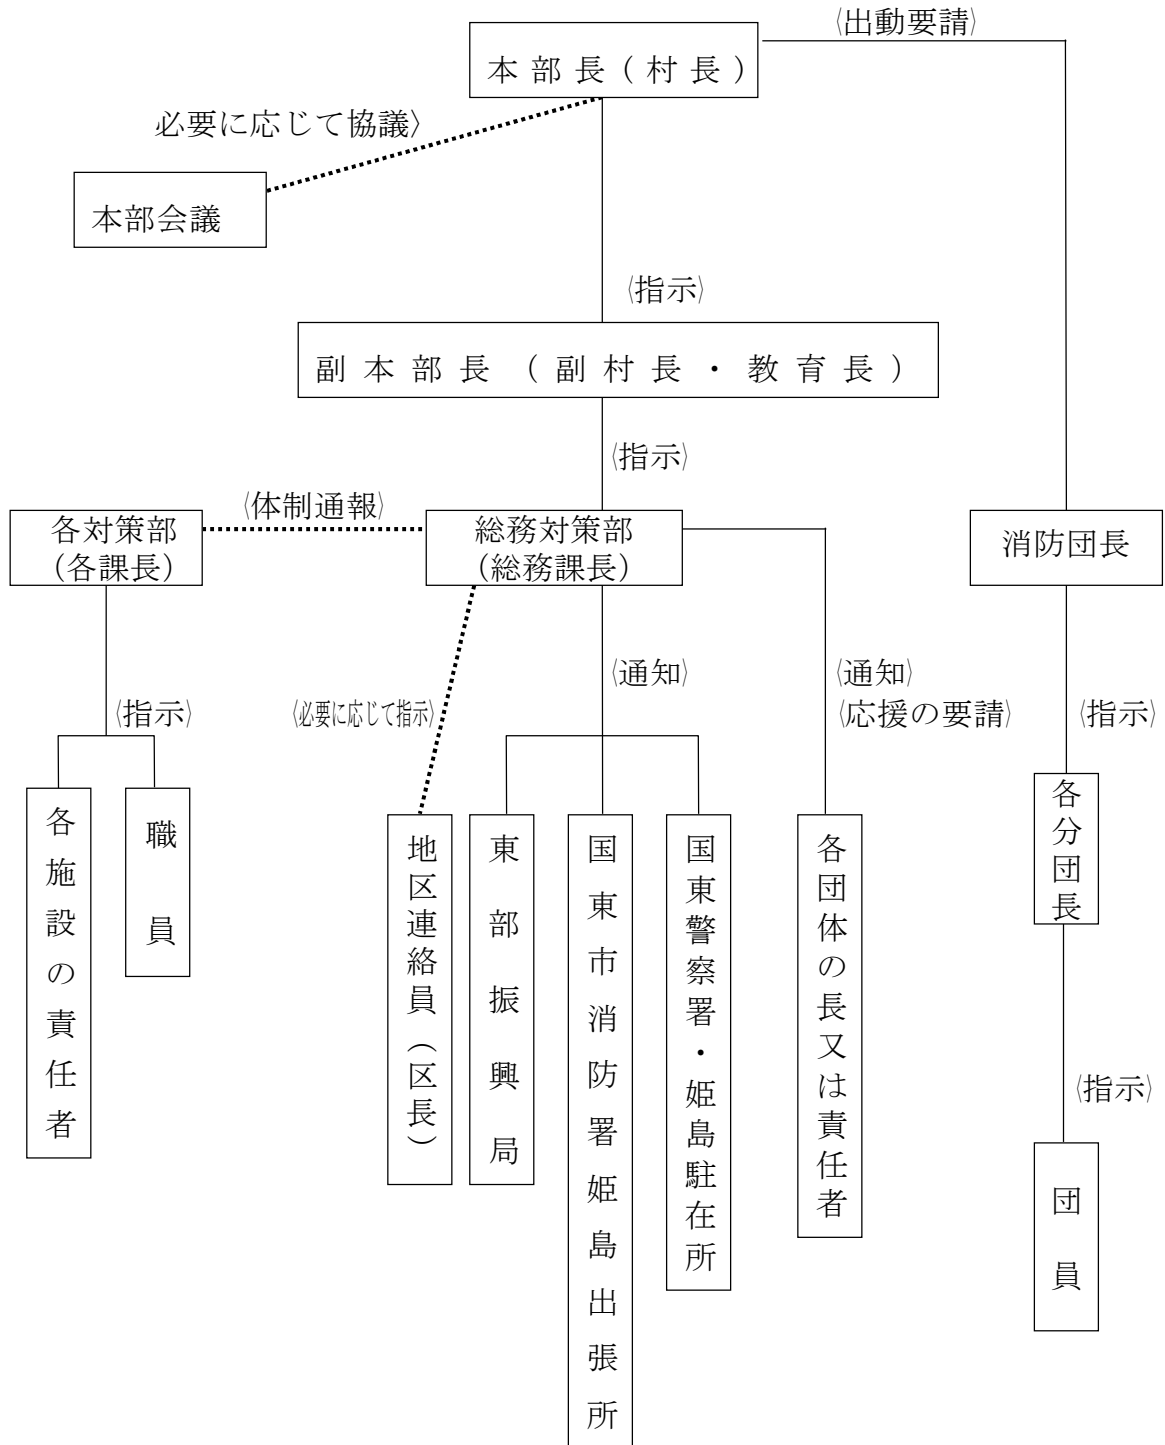 〈出動要請〉
本部長（村長）
必要に応じて協議〉
本部会議
〈指示〉
副本部長（副村長・教育長）
〈指示〉
〈体制通報〉
各対策部
（各課長）
総務対策部
（総務課長）
消防団長
〈指示〉
〈必要に応じて指示〉
〈通知〉
〈通知〉
〈応援の要請〉
〈指示〉
各施設の責任者
職員
地区連絡員（区長）
東部振興局
国東市消防署姫島出張所
国東警察署・姫島駐在所
各団体の長又は責任者
各分団長
〈指示〉
団員